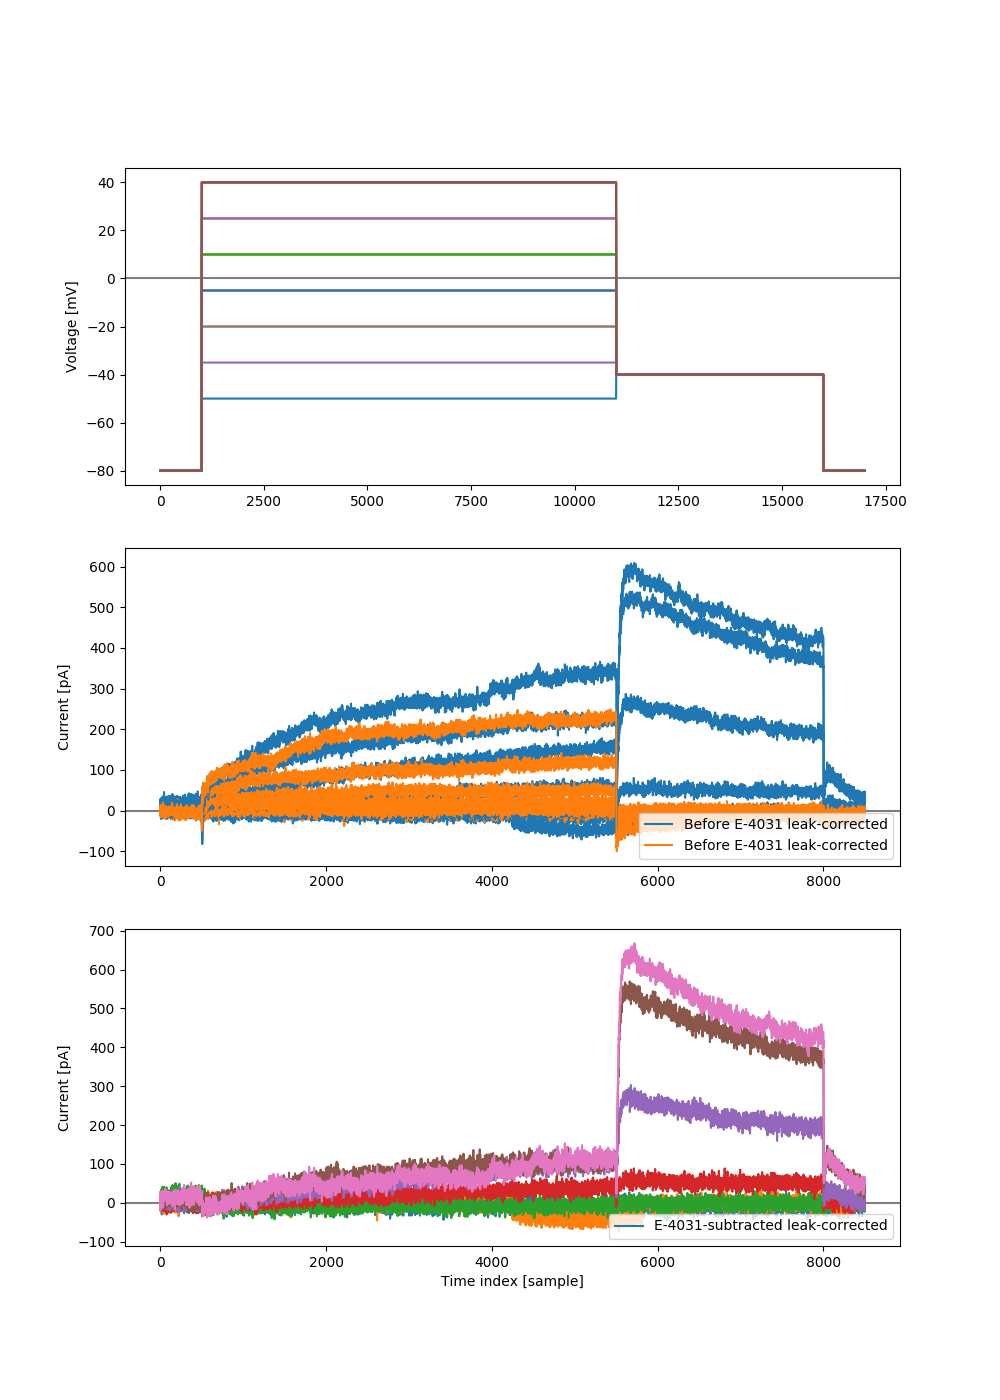 40
20
0
−20
−40
−60
−80
Voltage [mV]
0 2500 5000 7500 10000 12500 15000 17500
600
500
400
300
200
100
0
−100
Current [pA]
Before E-4031 leak-corrected
Before E-4031 leak-corrected
0 2000 4000 6000 8000
700
600
500
400
300
200
100
0
−100
Current [pA]
E-4031-subtracted leak-corrected
0 2000 4000 6000 8000
Time index [sample]